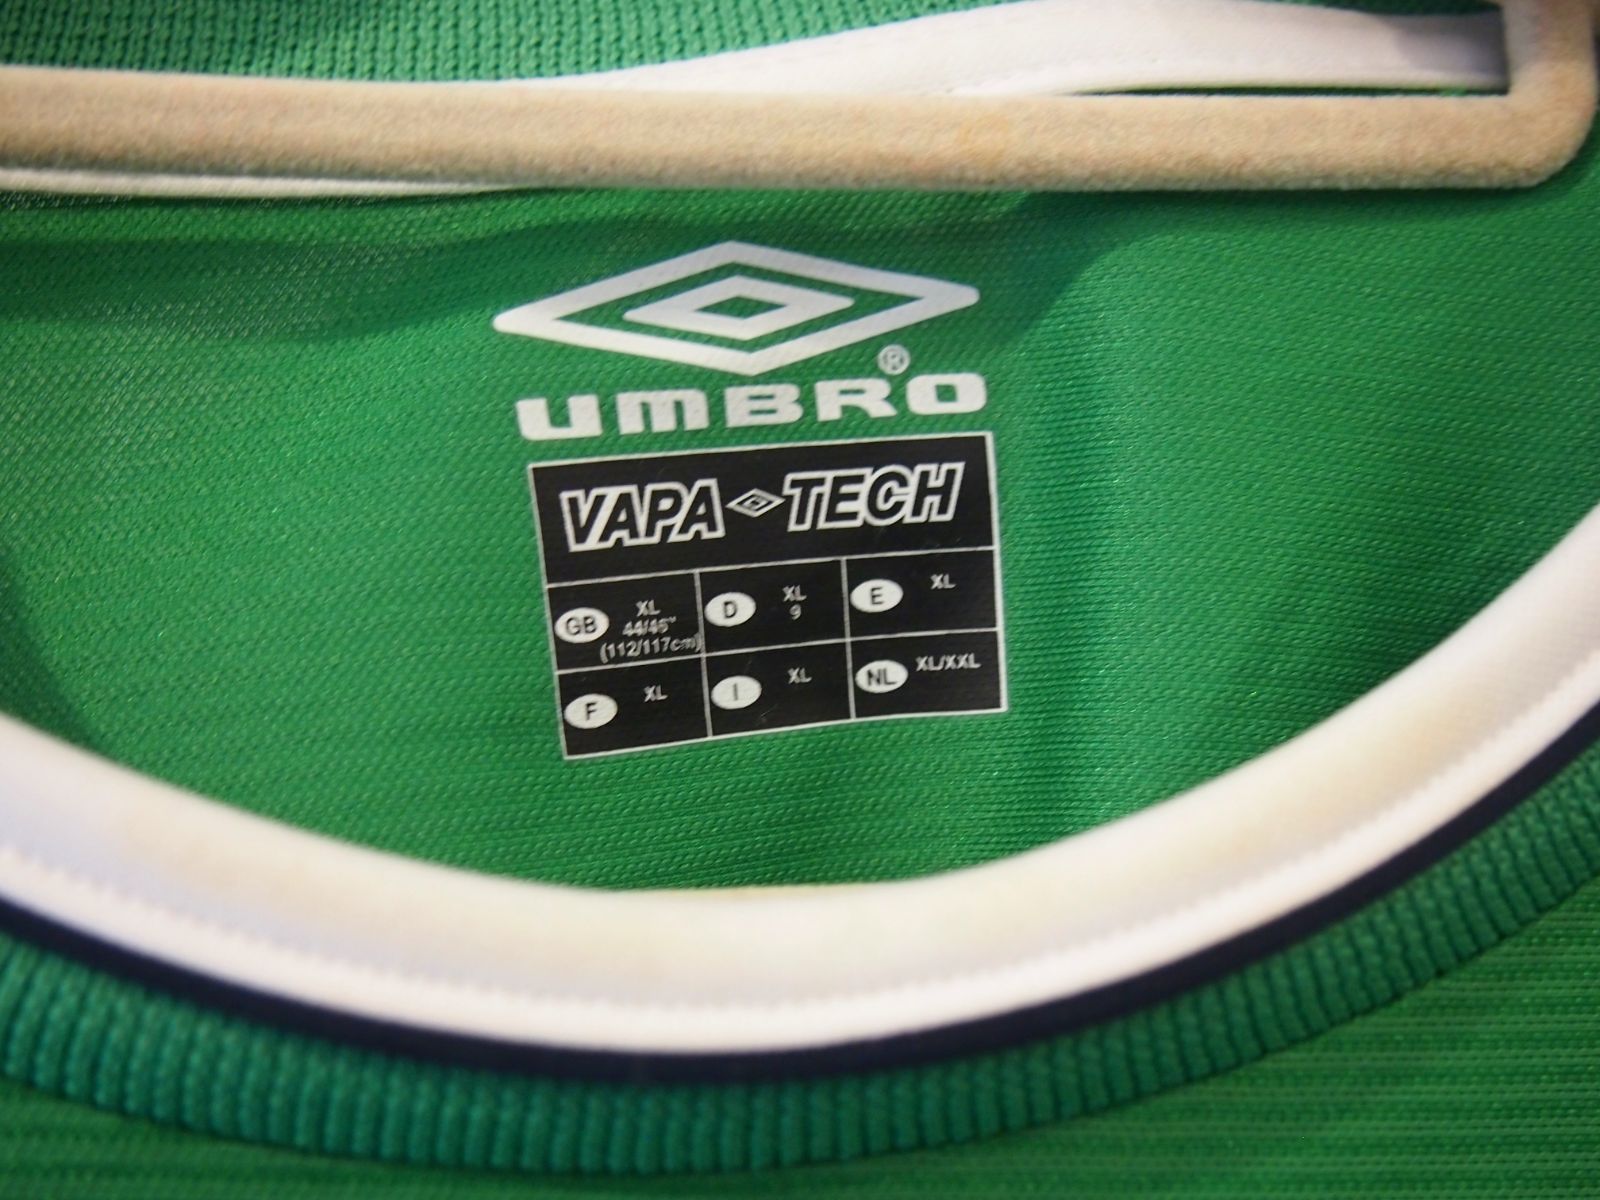 UMBRO®
VAPA TECH
GB XL
44/46"
(112/117cm)
D XL
9
E XL
F XL
I XL
NL XL/XXL